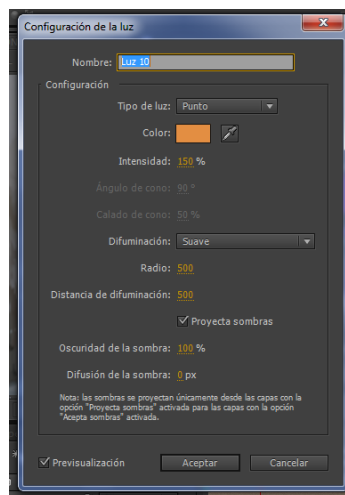 Configuración de la luz
Nombre: Luz 10
Configuración
Tipo de luz: Punto
Color:
Intensidad: 150 %
Ángulo de cono: 90 °
Calado de cono: 50 %
Difuminación: Suave
Radio: 500
Distancia de difuminación: 500
Proyecta sombras
Oscuridad de la sombra: 100 %
Difusión de la sombra: 0 px
Nota: las sombras se proyectan únicamente desde las capas con la
opción "Proyecta sombras" activada para las capas con la opción
"Acepta sombras" activada.
Previsualización Aceptar Cancelar